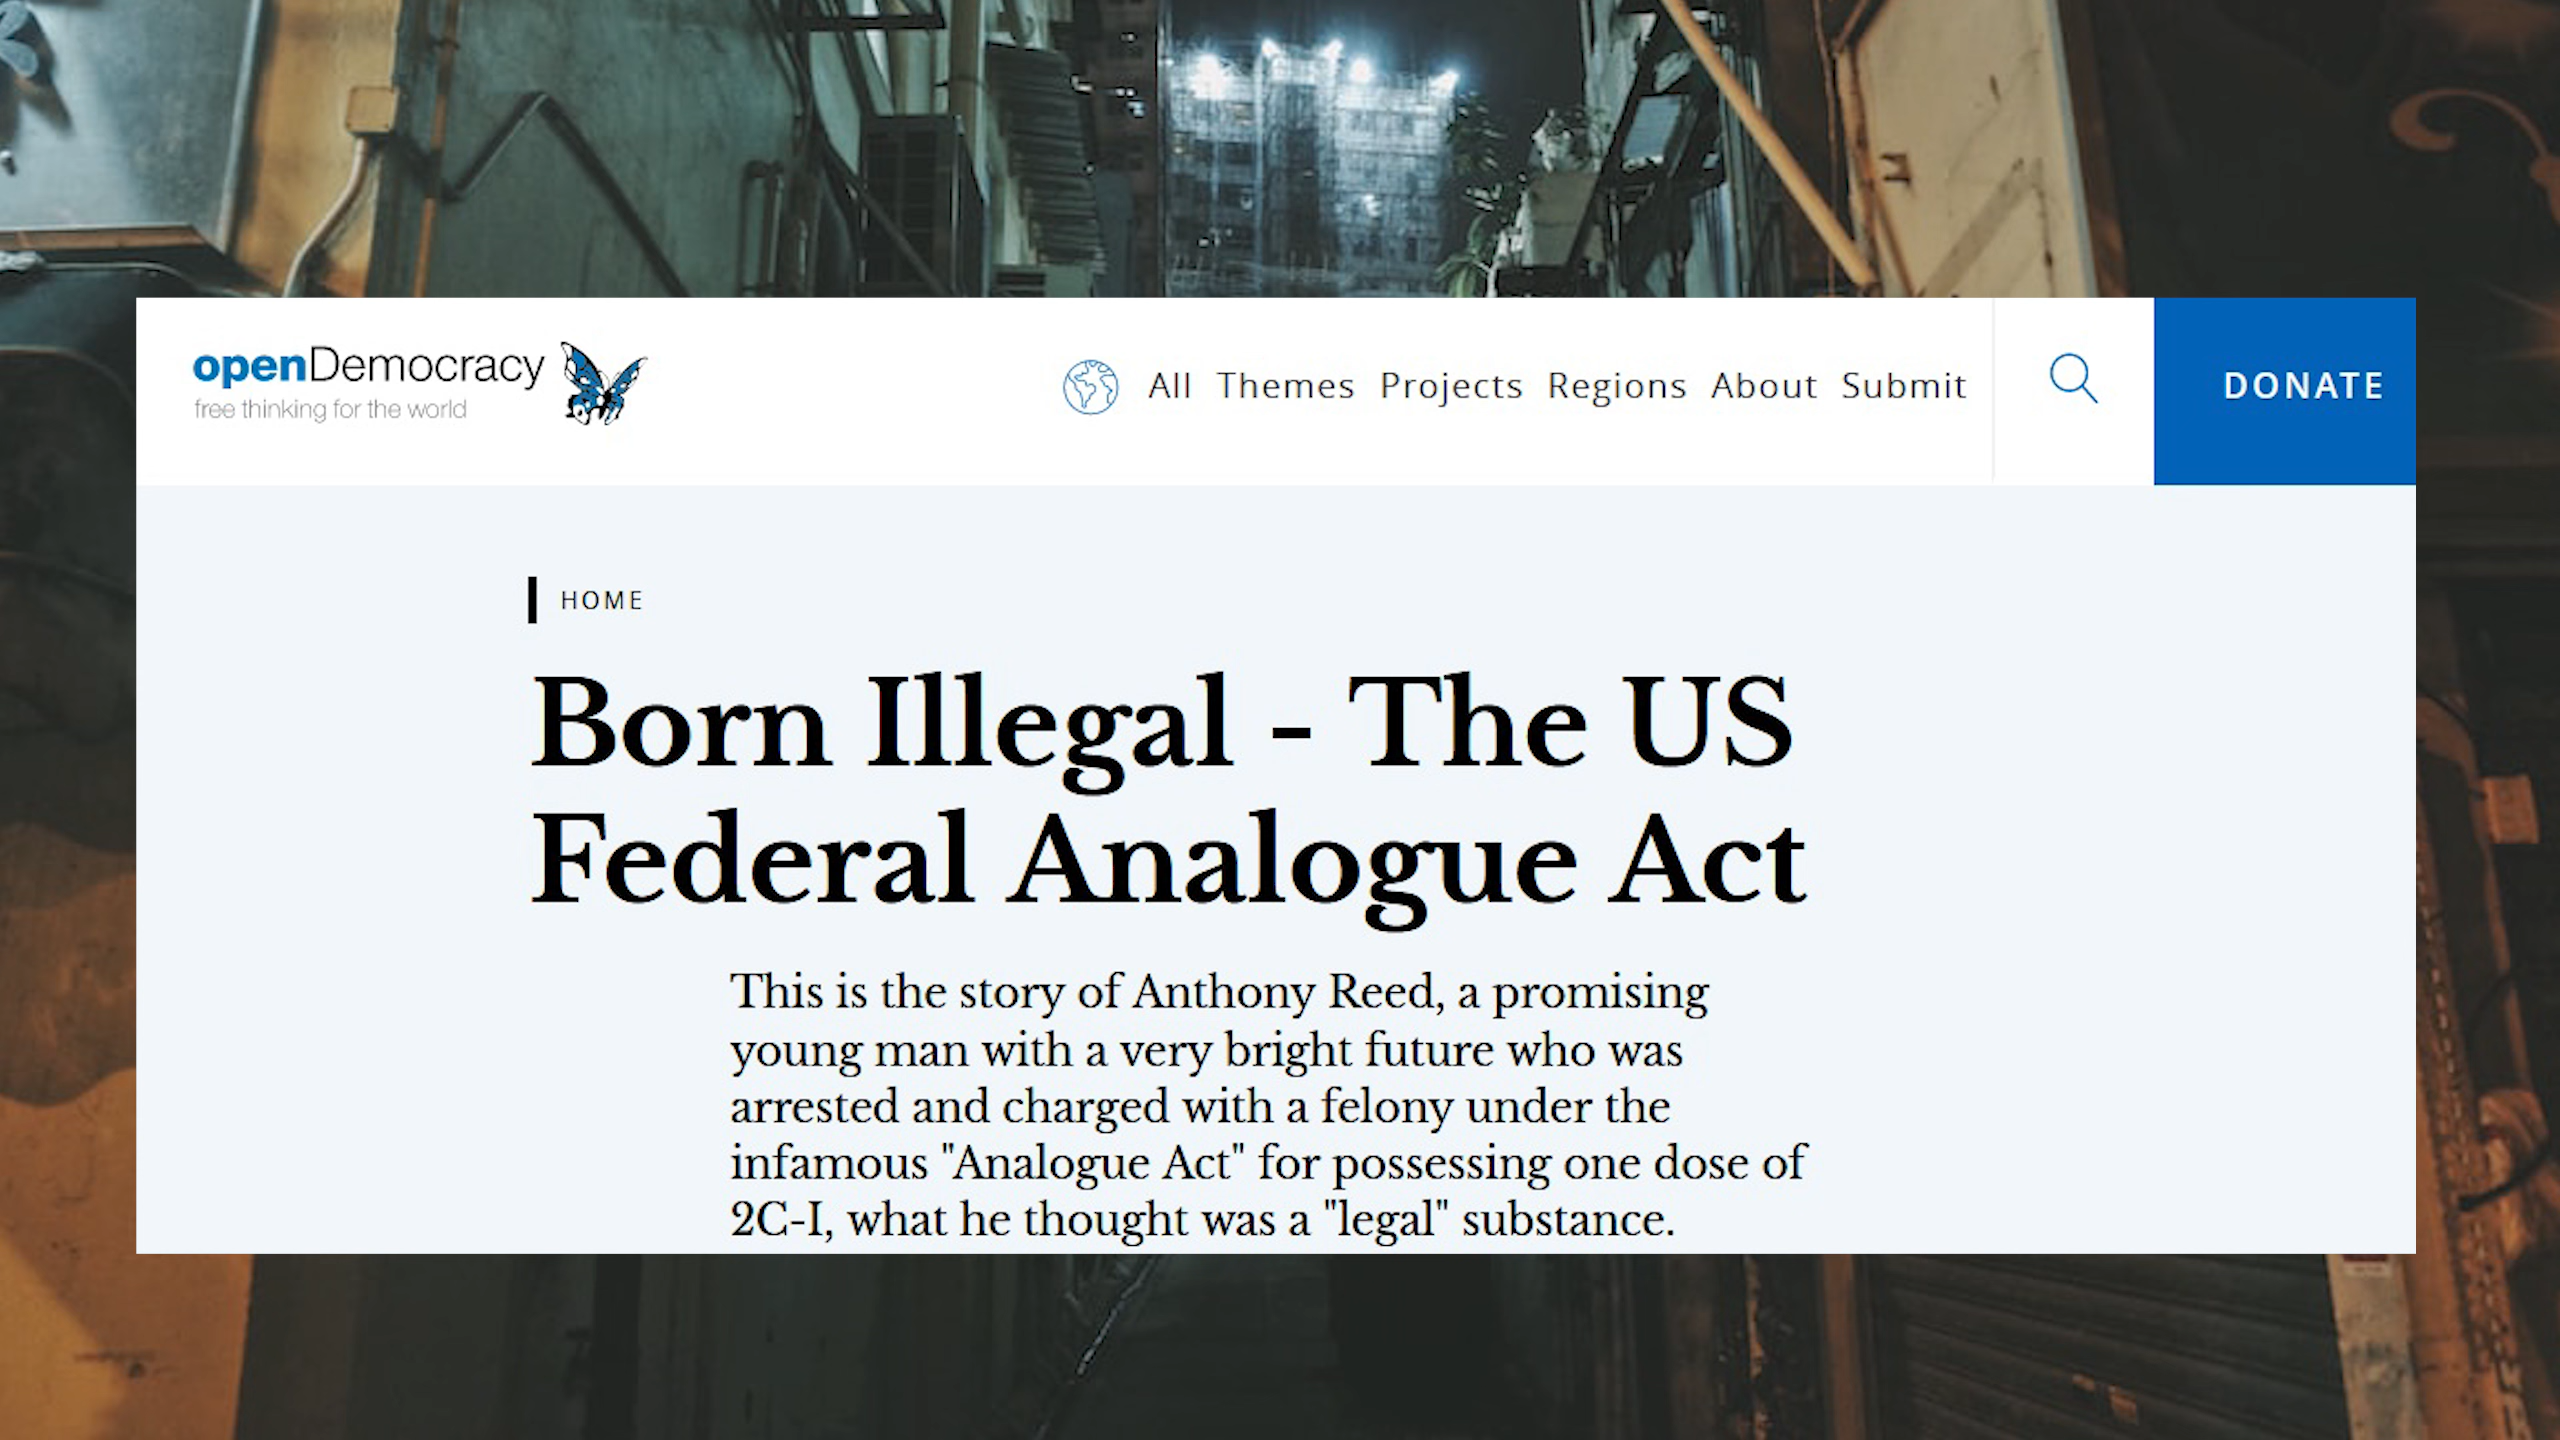 openDemocracy
free thinking for the world
All Themes Projects Regions About Submit
DONATE
HOME
Born Illegal - The US
Federal Analogue Act
This is the story of Anthony Reed, a promising
young man with a very bright future who was
arrested and charged with a felony under the
infamous "Analogue Act" for possessing one dose of
2C-I, what he thought was a "legal" substance.